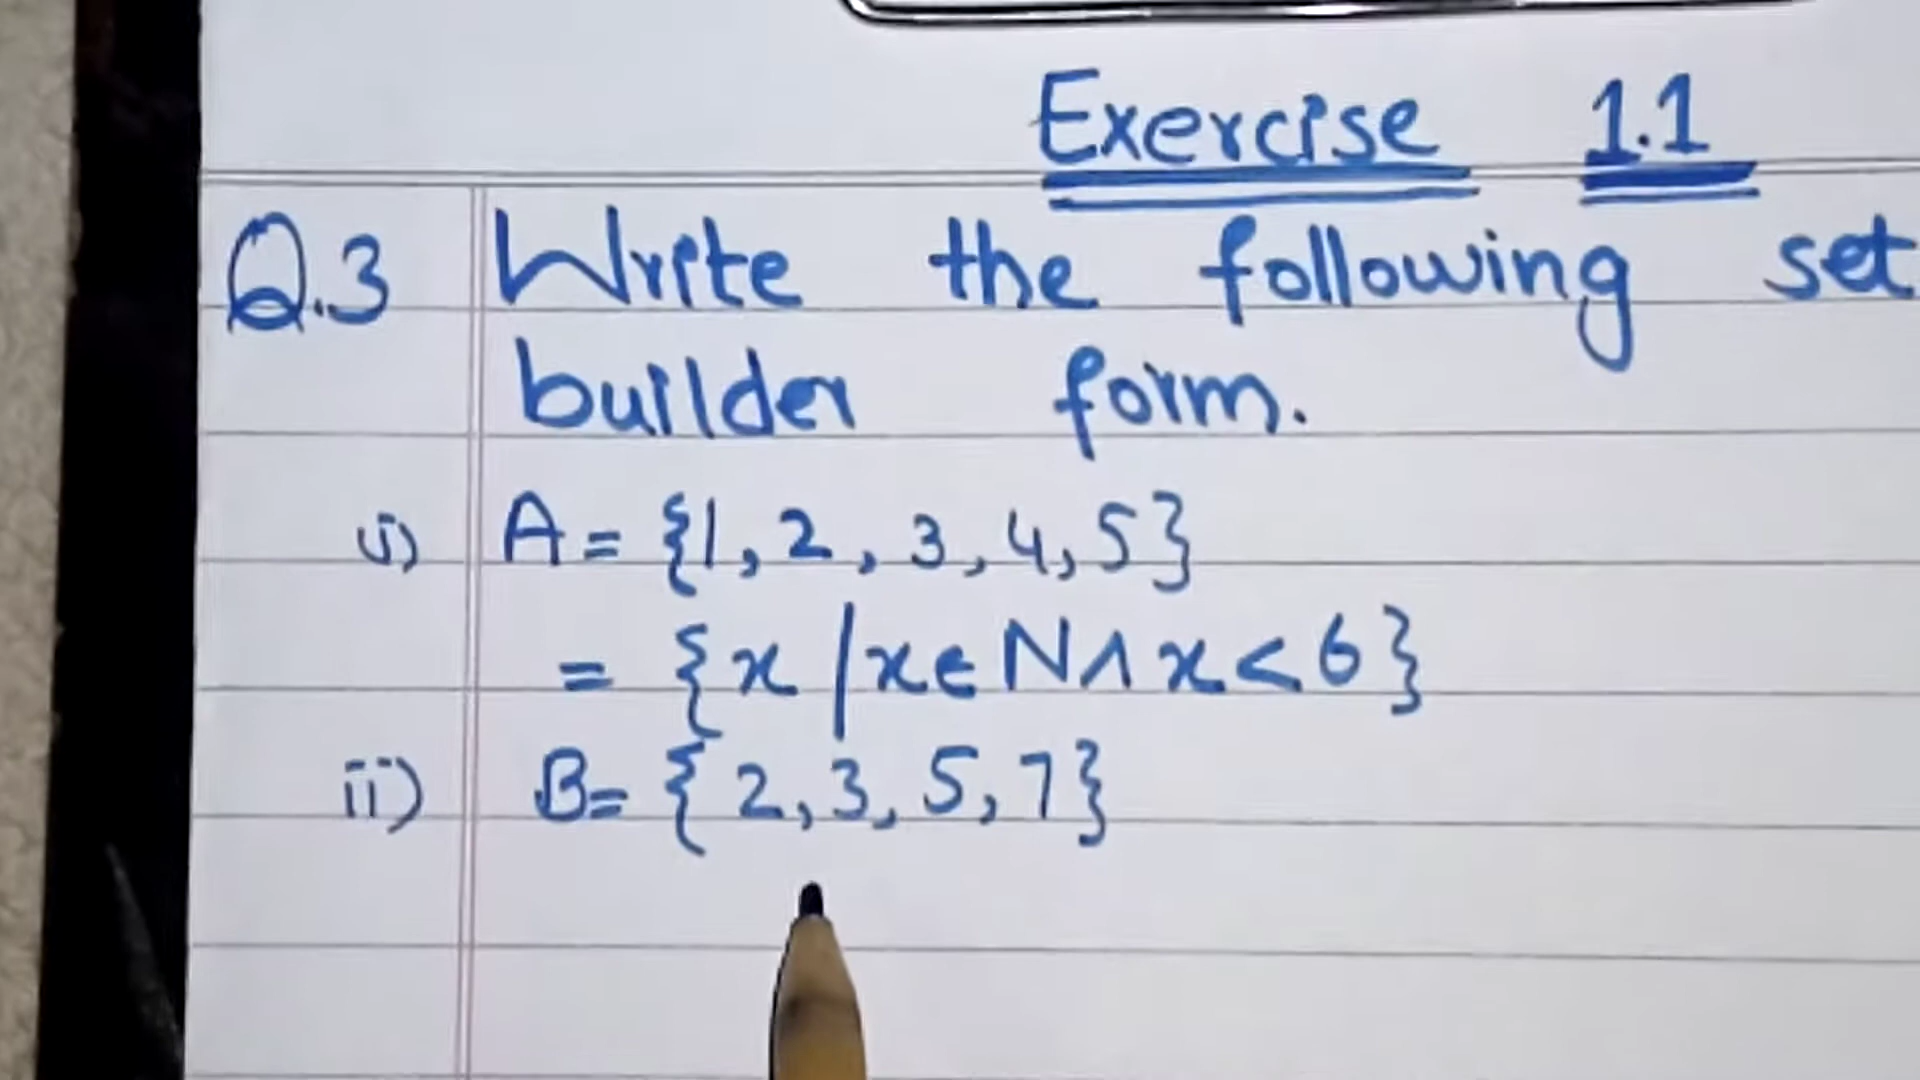 Exercise 1.1
Q.3 Write the following set
builder form.
i) A = {1, 2, 3, 4, 5}
= {x | x ∈ N ∧ x < 6}
ii) B = {2, 3, 5, 7}